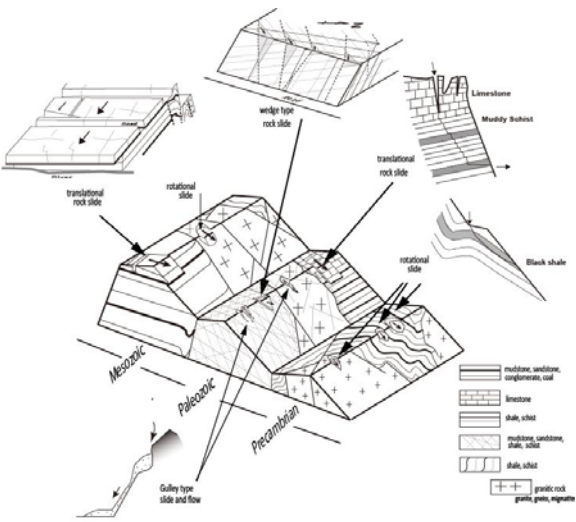 wedge type
rock slide
Limestone
Muddy Schist
Road
translational
rock slide
rotational
slide
translational
rock slide
rotational
slide
Black shale
Mesozoic
Paleozoic
Precambrian
Gulley type
slide and flow
mudstone, sandstone,
conglomerate, coal
limestone
shale, schist
mudstone, sandstone,
shale, schist
shale, schist
granitic rock
granite, gneiss, migmatite